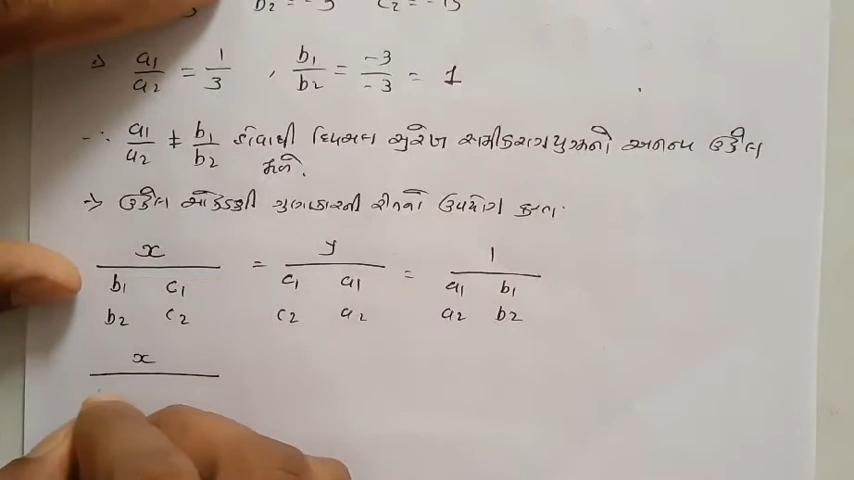 b₂ = -3 c₂ = -15
⇒ a₁/a₂ = 1/3 , b₁/b₂ = -3/-3 = 1
∴ a₁/a₂ ≠ b₁/b₂ હોવાથી દ્વિચલ સુરેખ સમીકરણયુગ્મનો અનન્ય ઉકેલ
મળે.
→ ઉકેલ ચોકડી ગુણાકારની રીતનો ઉપયોગ કરતા
x = y = 1
b₁ c₁ c₁ a₁ a₁ b₁
b₂ c₂ c₂ a₂ a₂ b₂
x